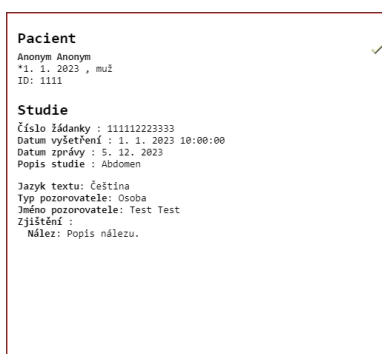 Pacient
Anonym Anonym
*1. 1. 2023 , muž
ID: 1111
Studie
Číslo žádanky : 111112223333
Datum vyšetření : 1. 1. 2023 10:00:00
Datum zprávy : 5. 12. 2023
Popis studie : Abdomen
Jazyk textu: Čeština
Typ pozorovatele: Osoba
Jméno pozorovatele: Test Test
Zjištění :
Nález: Popis nálezu.